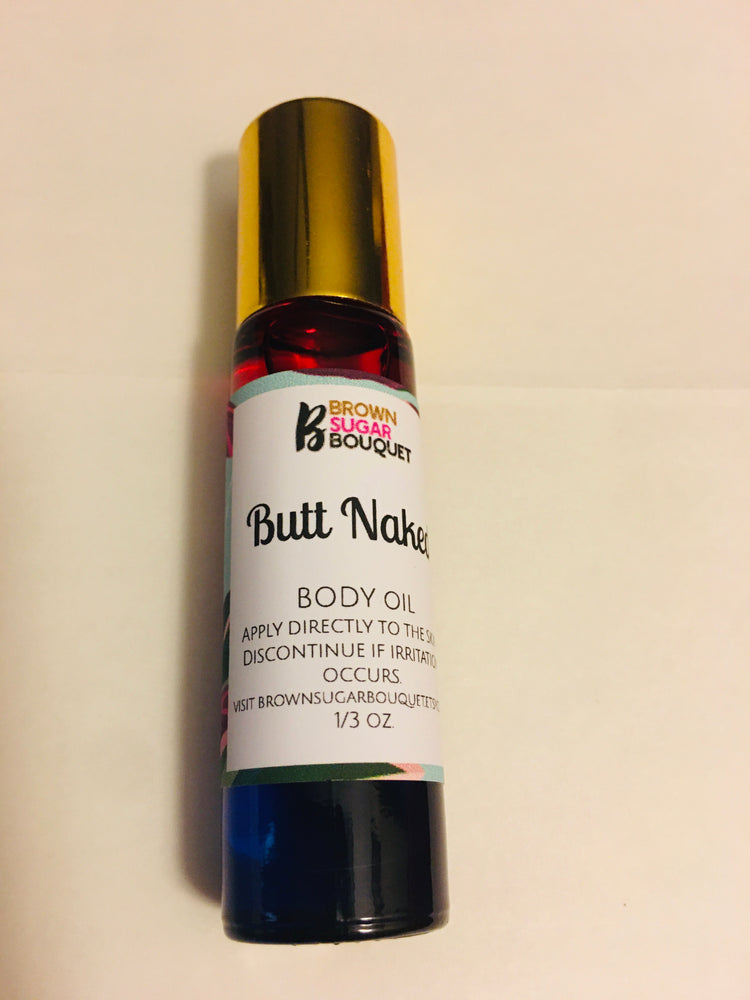 B BROWN
SUGAR
BOUQUET
Butt Naked
BODY OIL
APPLY DIRECTLY TO THE
DISCONTINUE IF
OCCURS.
VISIT
1/3 OZ.